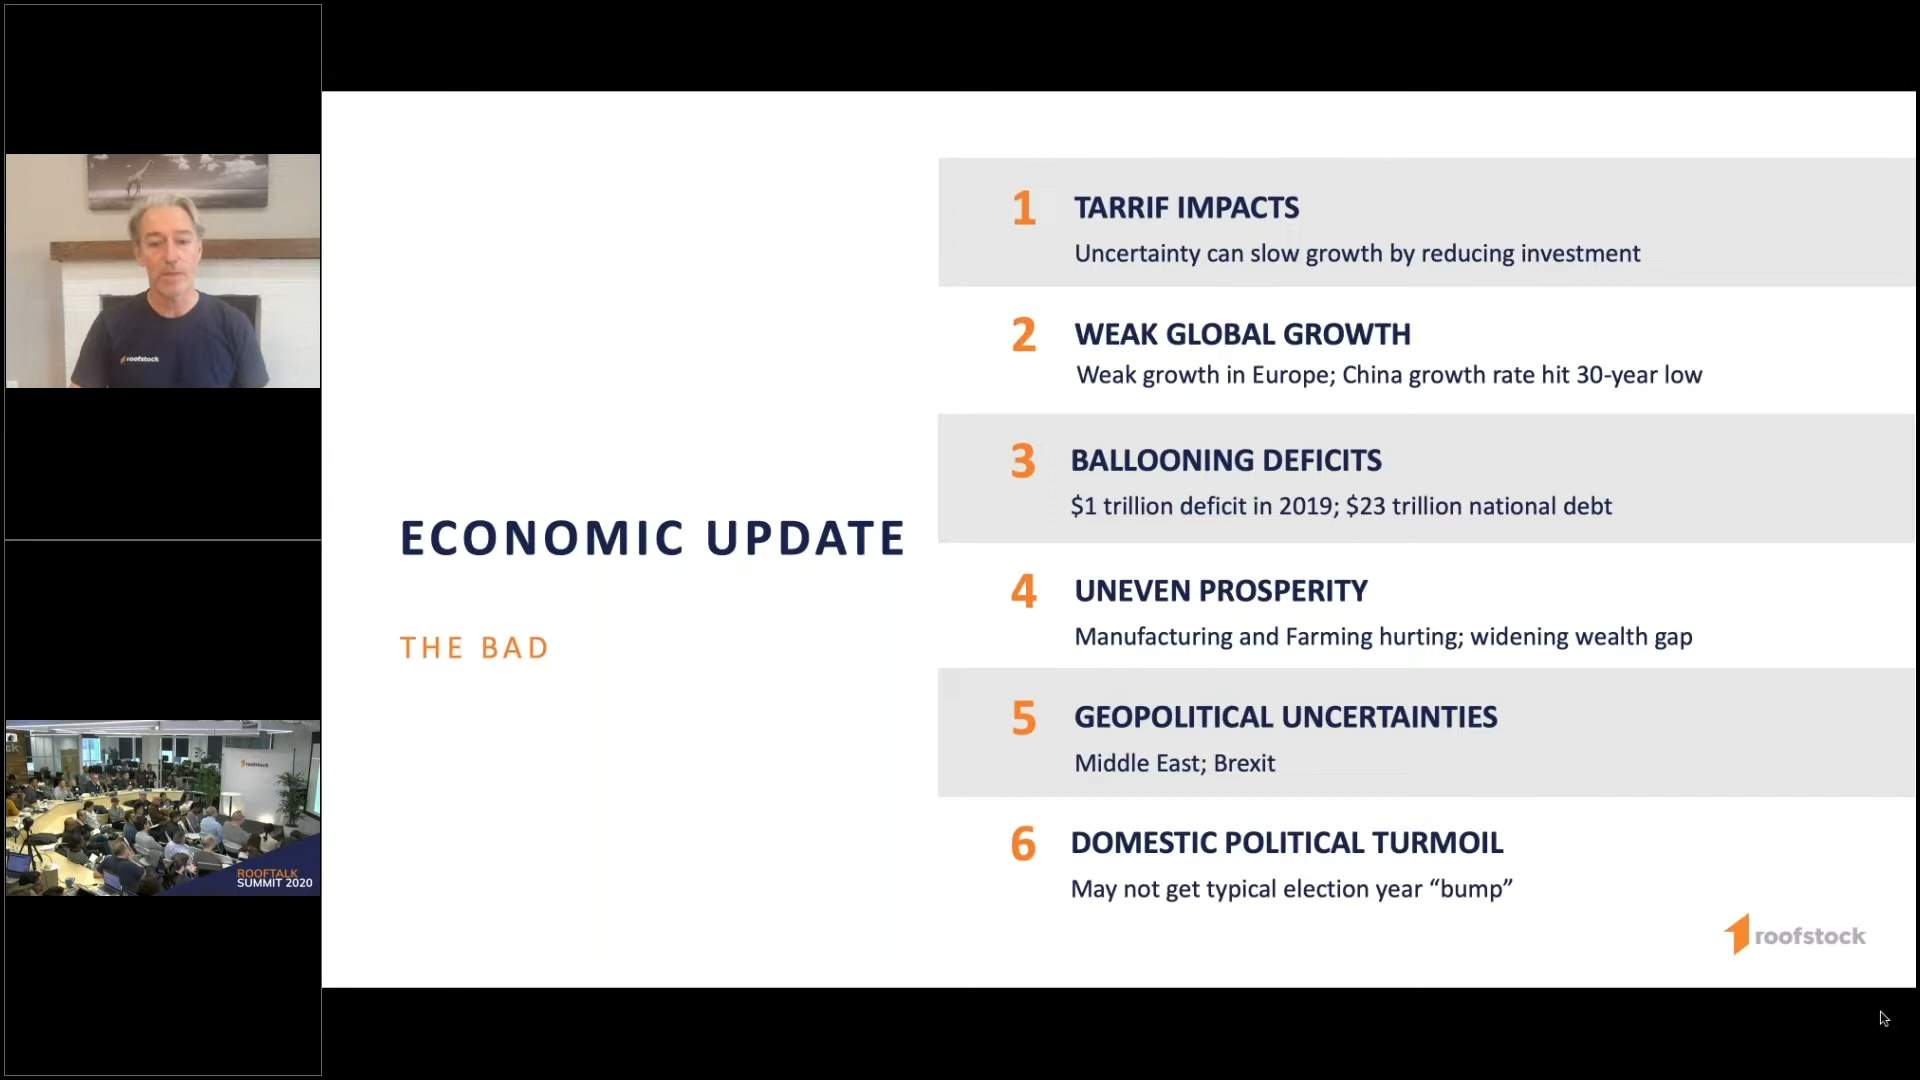 roofstock
roofstock
ROOFTALK
SUMMIT 2020
ECONOMIC UPDATE
THE BAD
1 TARRIF IMPACTS
Uncertainty can slow growth by reducing investment
2 WEAK GLOBAL GROWTH
Weak growth in Europe; China growth rate hit 30-year low
3 BALLOONING DEFICITS
$1 trillion deficit in 2019; $23 trillion national debt
4 UNEVEN PROSPERITY
Manufacturing and Farming hurting; widening wealth gap
5 GEOPOLITICAL UNCERTAINTIES
Middle East; Brexit
6 DOMESTIC POLITICAL TURMOIL
May not get typical election year “bump”
roofstock